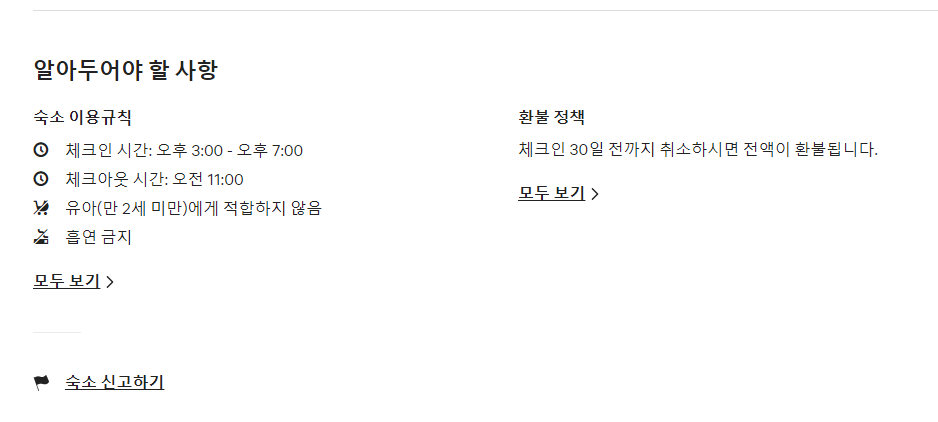 알아두어야 할 사항
숙소 이용규칙
체크인 시간: 오후 3:00 - 오후 7:00
체크아웃 시간: 오전 11:00
유아(만 2세 미만)에게 적합하지 않음
흡연 금지
모두 보기
환불 정책
체크인 30일 전까지 취소하시면 전액이 환불됩니다.
모두 보기
숙소 신고하기